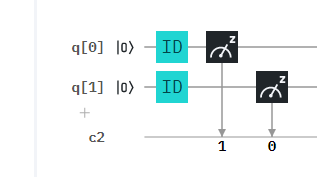 q[0] |0⟩ ID z
q[1] |0⟩ ID z
+
c2
1 0